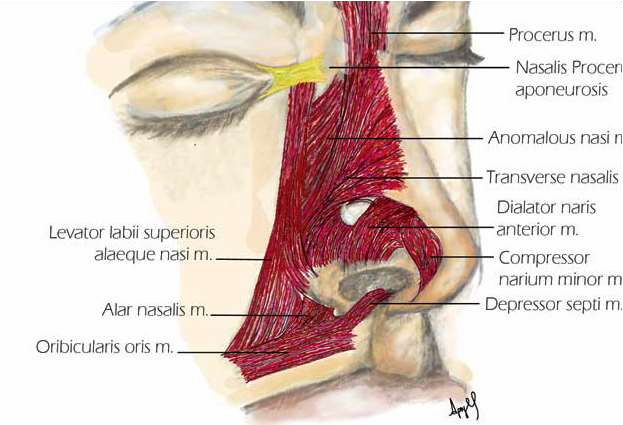 Procerus m.
Nasalis Procer
aponeurosis
Anomalous nasi m
Transverse nasalis
Dialator naris
anterior m.
Compressor
narium minor m
Depressor septi m.
Levator labii superioris
alaeque nasi m.
Alar nasalis m.
Oribicularis oris m.